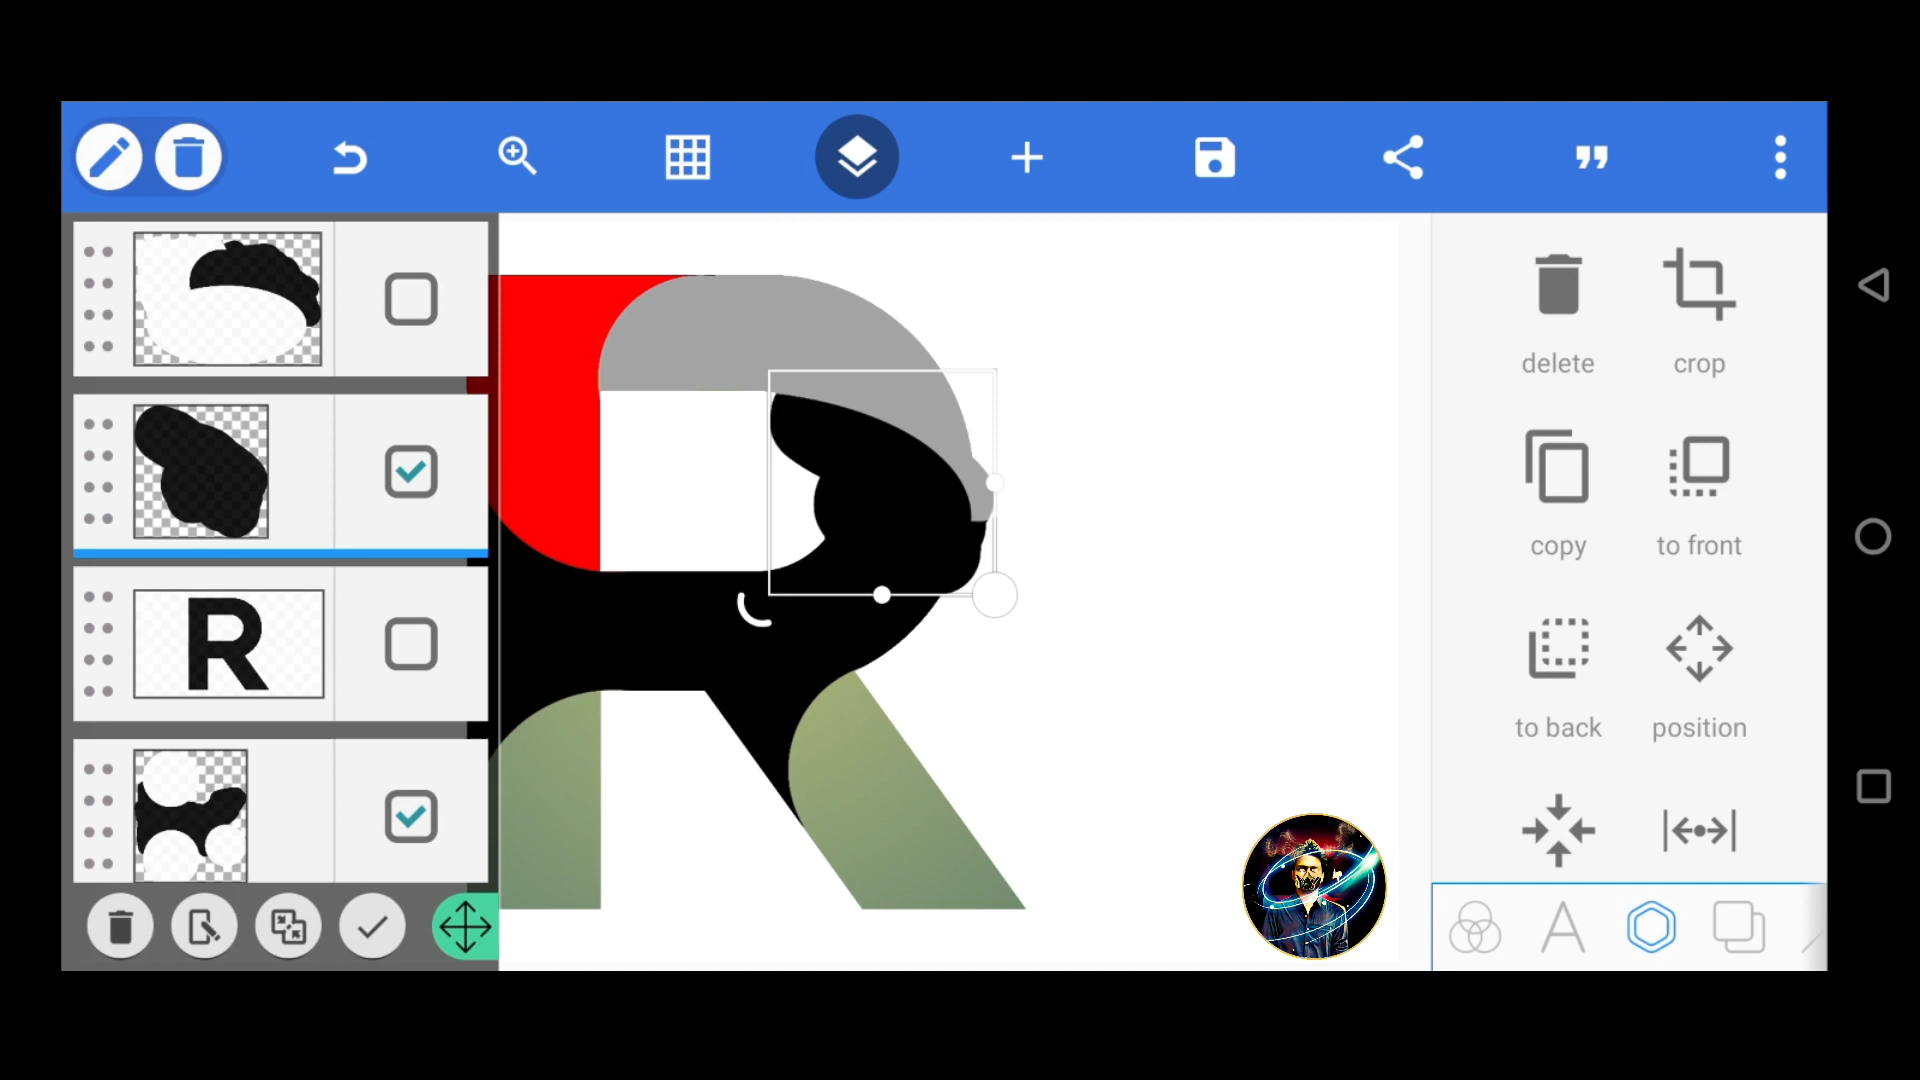 R
R
delete
crop
copy
to front
to back
position